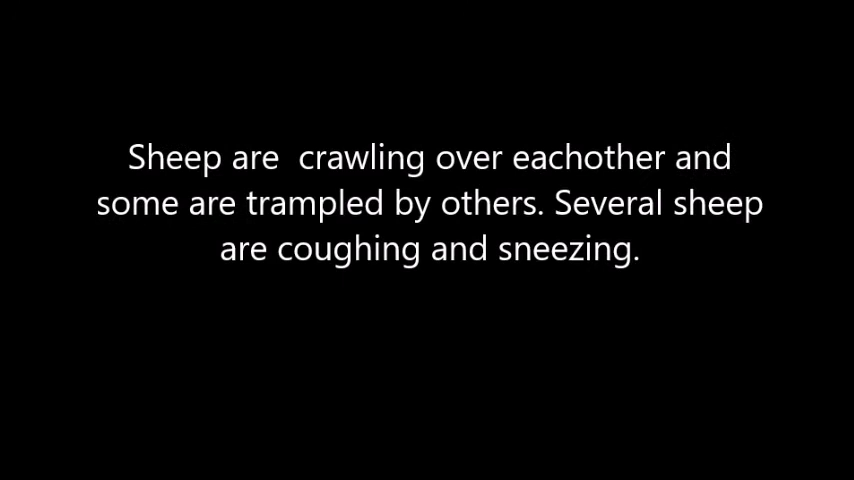 Sheep are  crawling over eachother and
some are trampled by others. Several sheep
are coughing and sneezing.